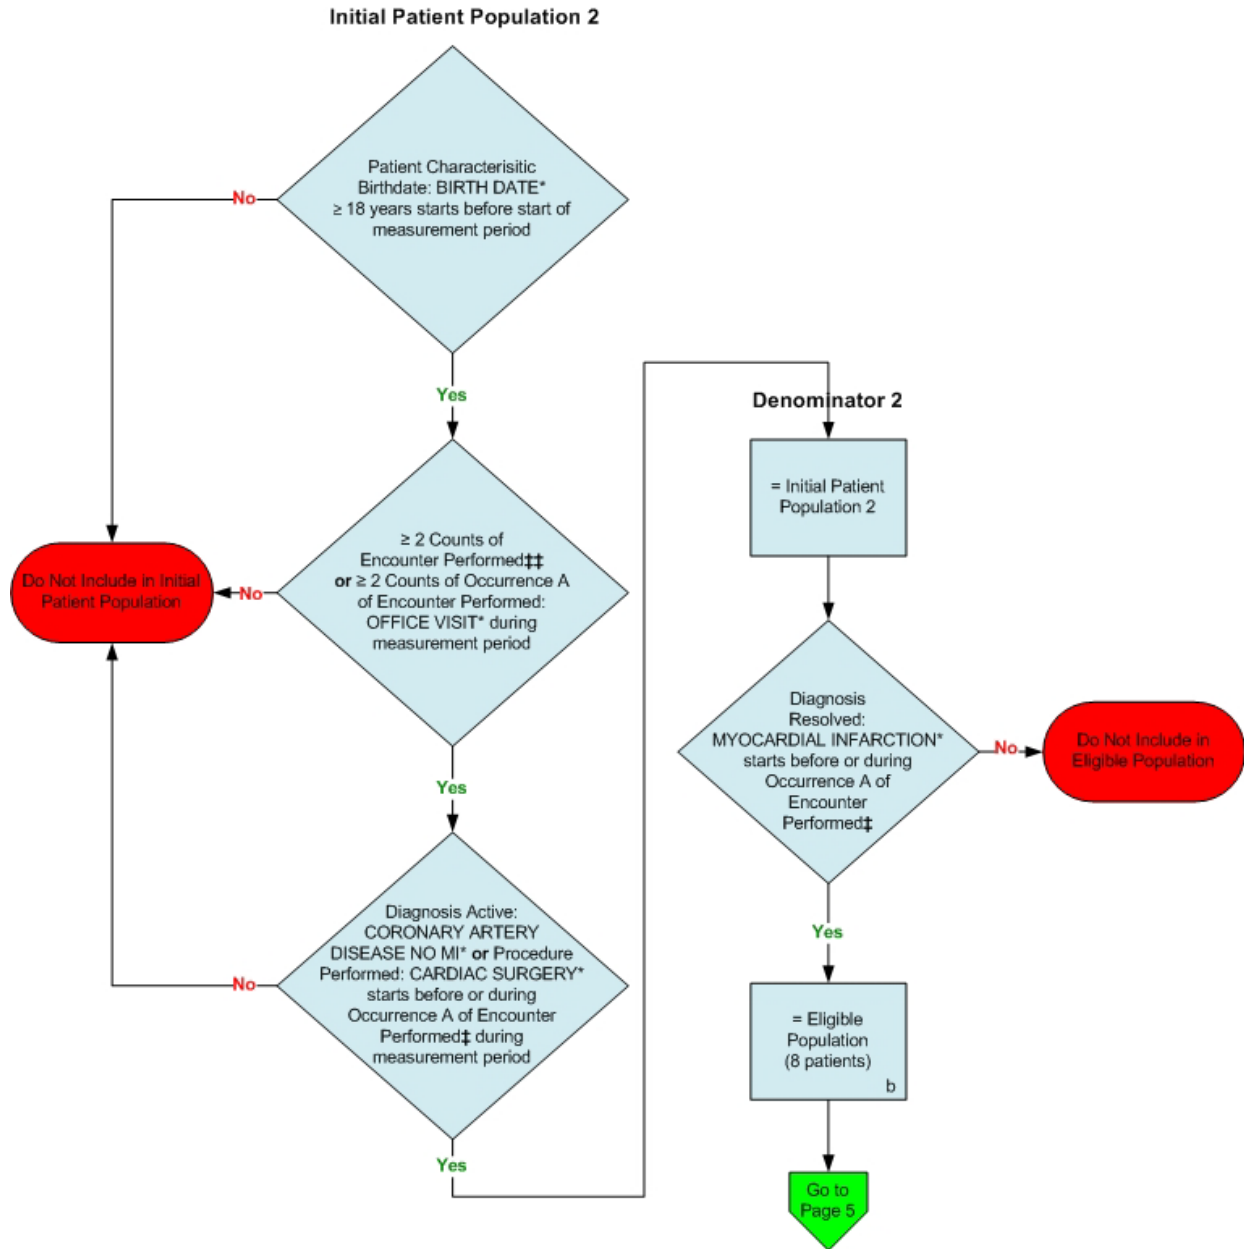 Initial Patient Population 2
Patient Characterisitic
Birthdate: BIRTH DATE*
≥ 18 years starts before start of
measurement period
No
Yes
≥ 2 Counts of
Encounter Performed‡‡
or ≥ 2 Counts of Occurrence A
of Encounter Performed:
OFFICE VISIT* during
measurement period
No
Do Not Include in Initial
Patient Population
Yes
Diagnosis Active:
CORONARY ARTERY
DISEASE NO MI* or Procedure
Performed: CARDIAC SURGERY*
starts before or during
Occurrence A of Encounter
Performed‡ during
measurement period
No
Yes
Denominator 2
= Initial Patient
Population 2
Diagnosis
Resolved:
MYOCARDIAL INFARCTION*
starts before or during
Occurrence A of
Encounter
Performed‡
No
Do Not Include in
Eligible Population
Yes
= Eligible
Population
(8 patients)
b
Go to
Page 5